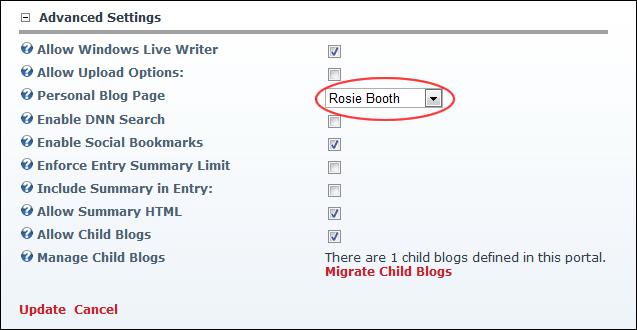 Advanced Settings
Allow Windows Live Writer
Allow Upload Options:
Personal Blog Page Rosie Booth
Enable DNN Search
Enable Social Bookmarks
Enforce Entry Summary Limit
Include Summary in Entry:
Allow Summary HTML
Allow Child Blogs
Manage Child Blogs There are 1 child blogs defined in this portal.
Migrate Child Blogs
Update Cancel